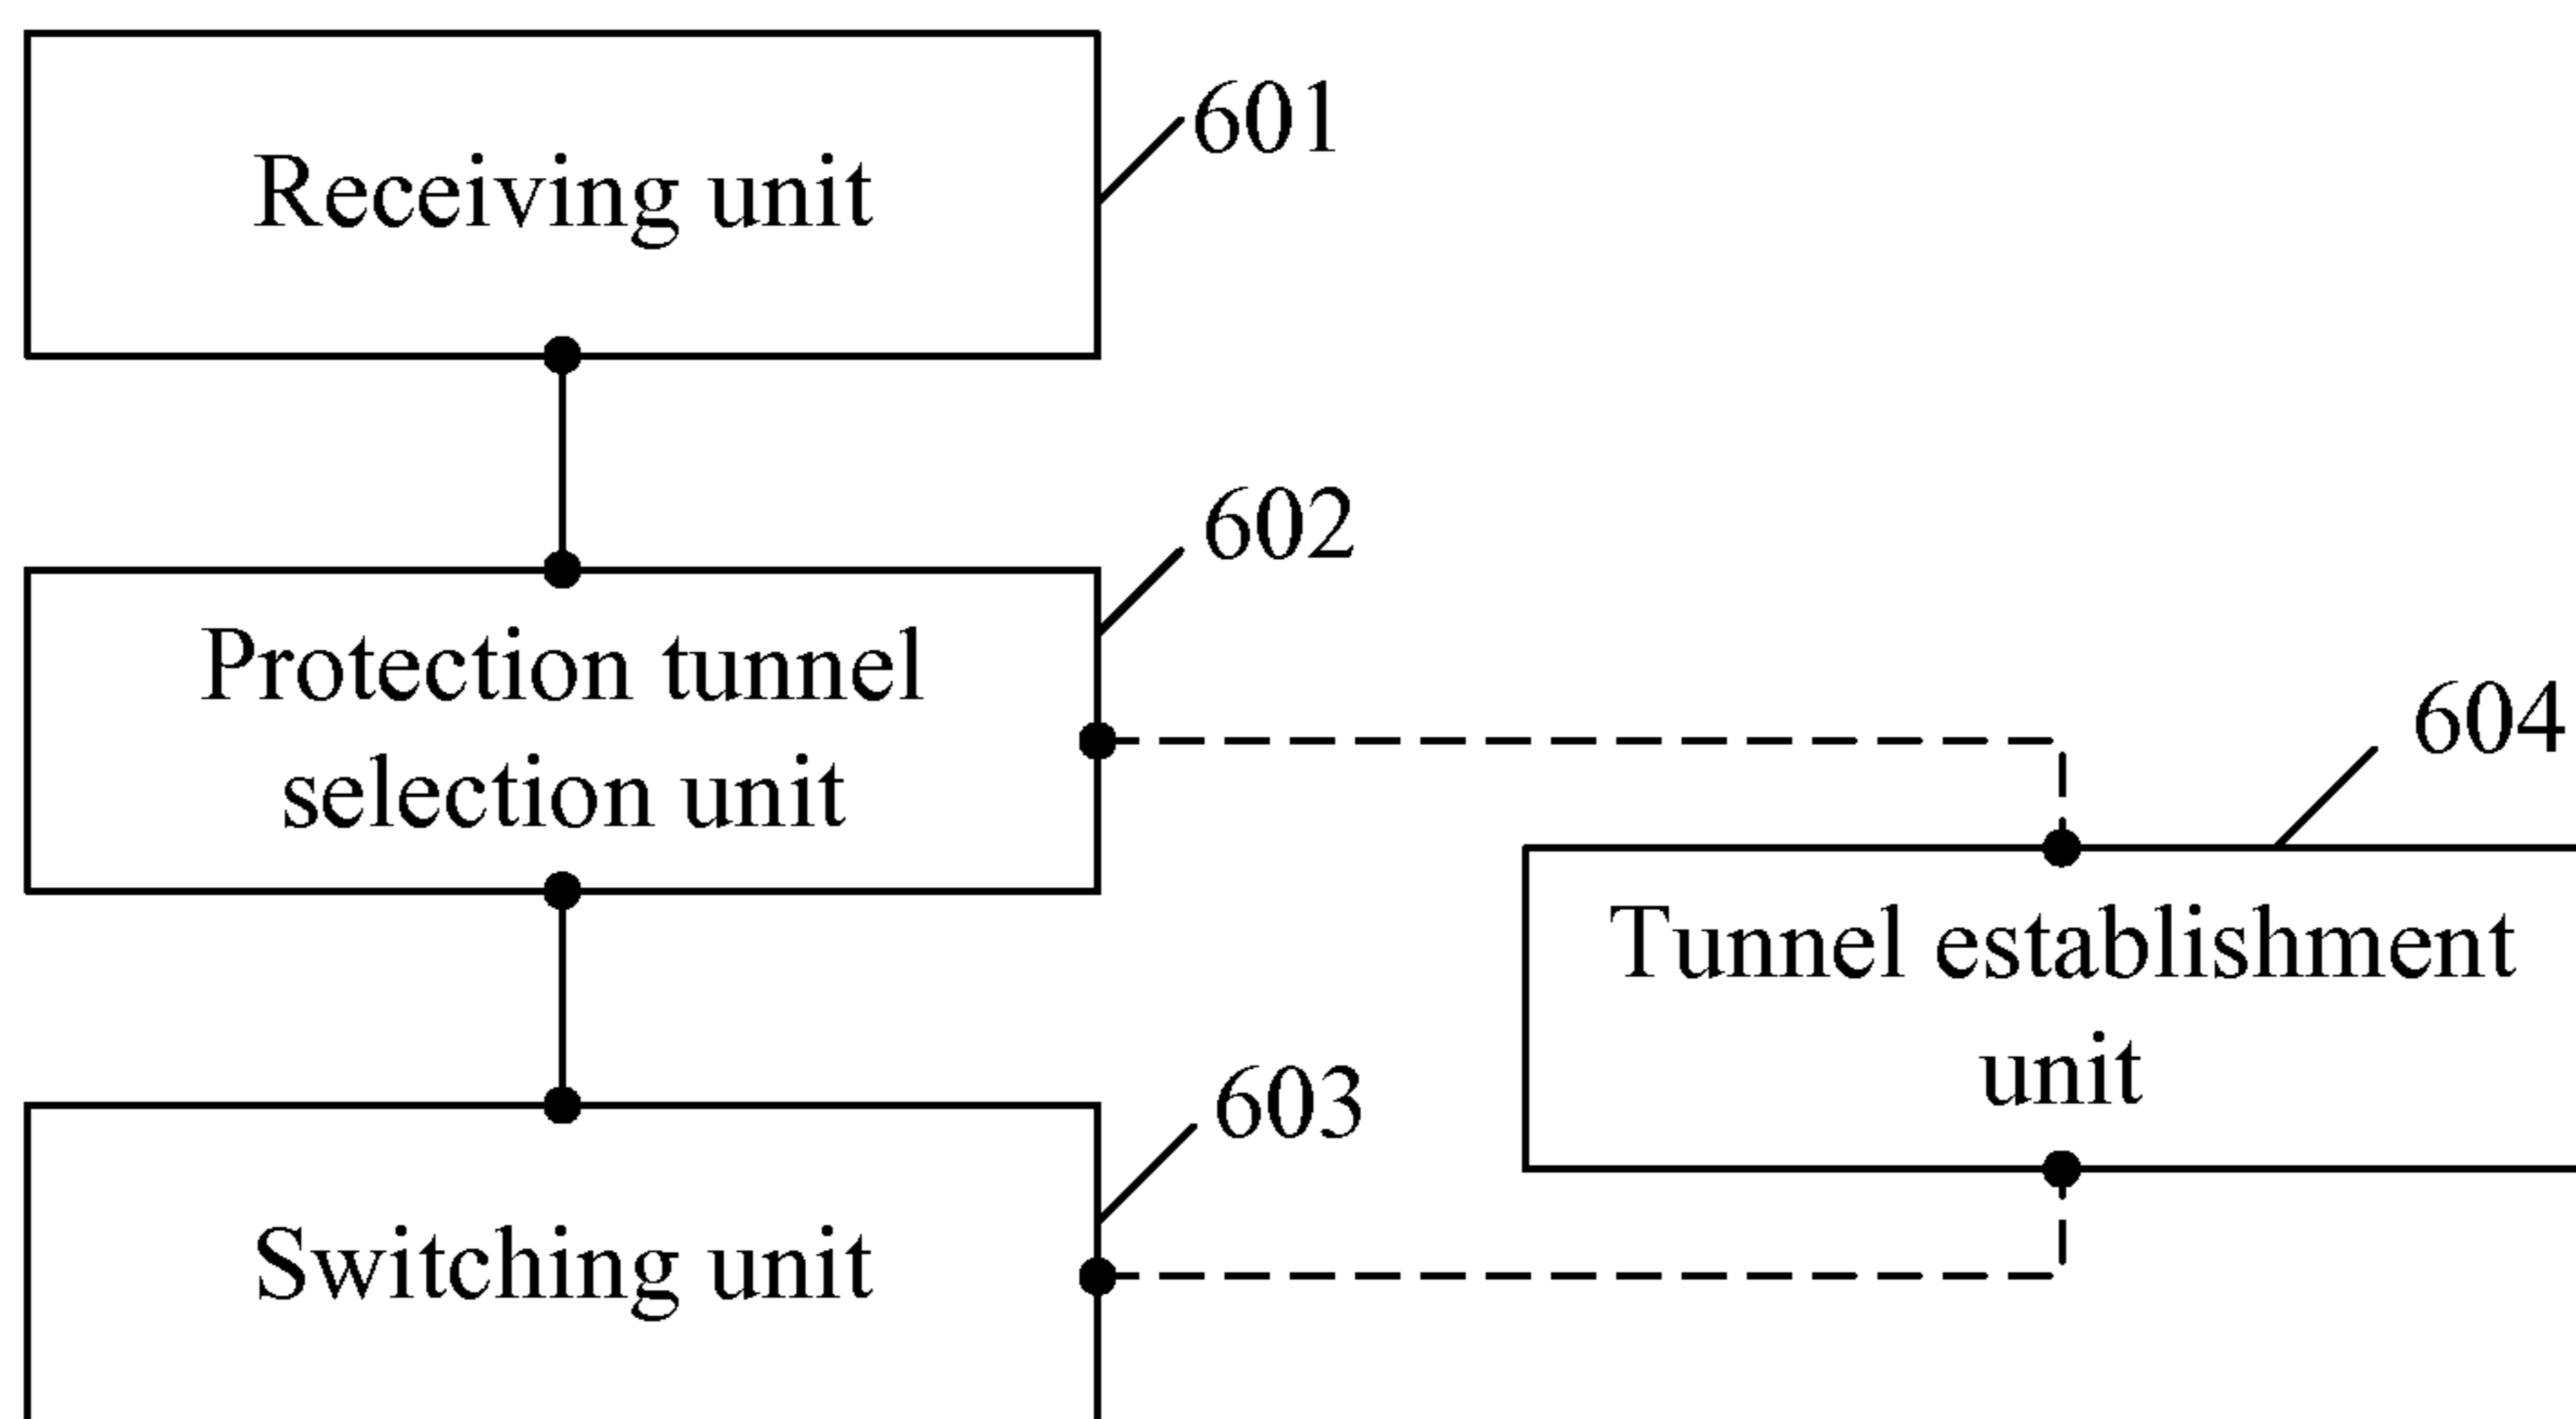 Receiving unit
601
Protection tunnel
selection unit
602
Tunnel establishment
unit
604
Switching unit
603